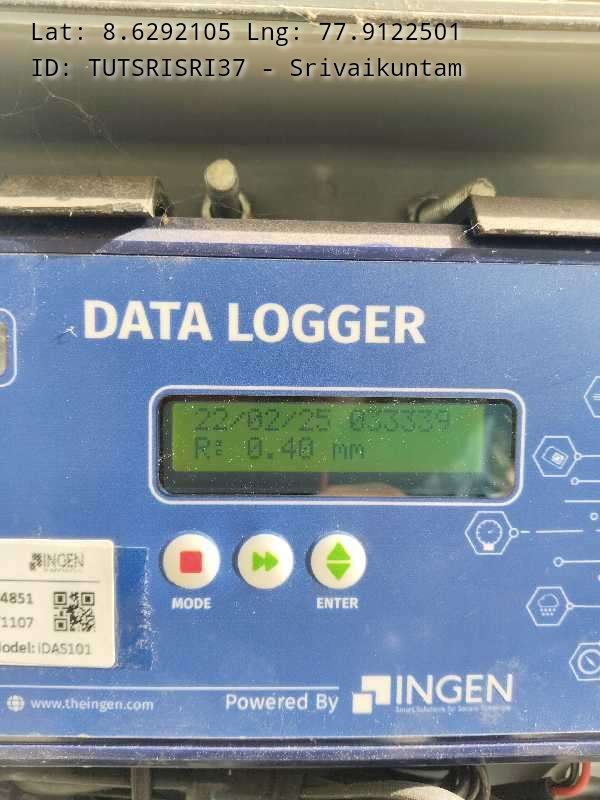 Lat: 8.6292105 Lng: 77.9122501
ID: TUTSRISRI37 - Srivaikuntam
DATA LOGGER
22/02/25 033339
R: 0.40 mm
MODE
ENTER
INGEN
4851
1107
Model: iDAS101
www.theingen.com
Powered By
INGEN